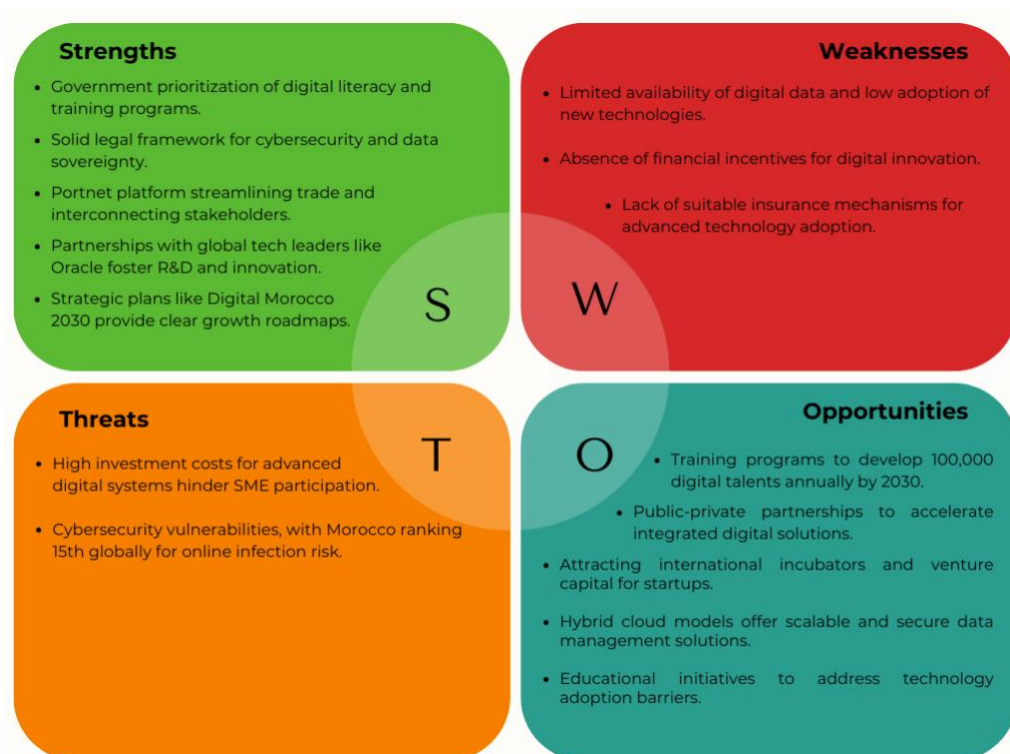 Strengths
• Government prioritization of digital literacy and
training programs.
• Solid legal framework for cybersecurity and data
sovereignty.
• Portnet platform streamlining trade and
interconnecting stakeholders.
• Partnerships with global tech leaders like
Oracle foster R&D and innovation.
• Strategic plans like Digital Morocco
2030 provide clear growth roadmaps.
S
Weaknesses
• Limited availability of digital data and low adoption of
new technologies.
• Absence of financial incentives for digital innovation.
• Lack of suitable insurance mechanisms for
advanced technology adoption.
W
Threats
• High investment costs for advanced
digital systems hinder SME participation.
• Cybersecurity vulnerabilities, with Morocco ranking
15th globally for online infection risk.
T
Opportunities
• Training programs to develop 100,000
digital talents annually by 2030.
• Public-private partnerships to accelerate
integrated digital solutions.
• Attracting international incubators and venture
capital for startups.
• Hybrid cloud models offer scalable and secure data
management solutions.
• Educational initiatives to address technology
adoption barriers.
O